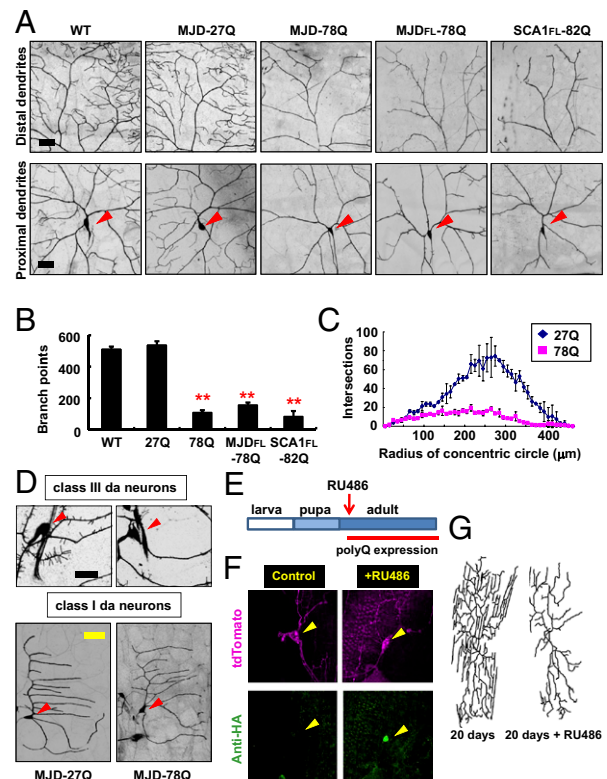 A
WT MJD-27Q MJD-78Q MJDFL-78Q SCA1FL-82Q
Distal dendrites
Proximal dendrites
B
Branch points
600
400
200
0
** ** **
WT 27Q 78Q MJDFL-78Q SCA1FL-82Q
C
Intersections
100
80
60
40
20
0
100 200 300 400
Radius of concentric circle (μm)
27Q
78Q
D
class III da neurons
class I da neurons
MJD-27Q MJD-78Q
E
RU486
larva pupa adult
polyQ expression
F
Control +RU486
tdTomato
Anti-HA
G
20 days 20 days + RU486